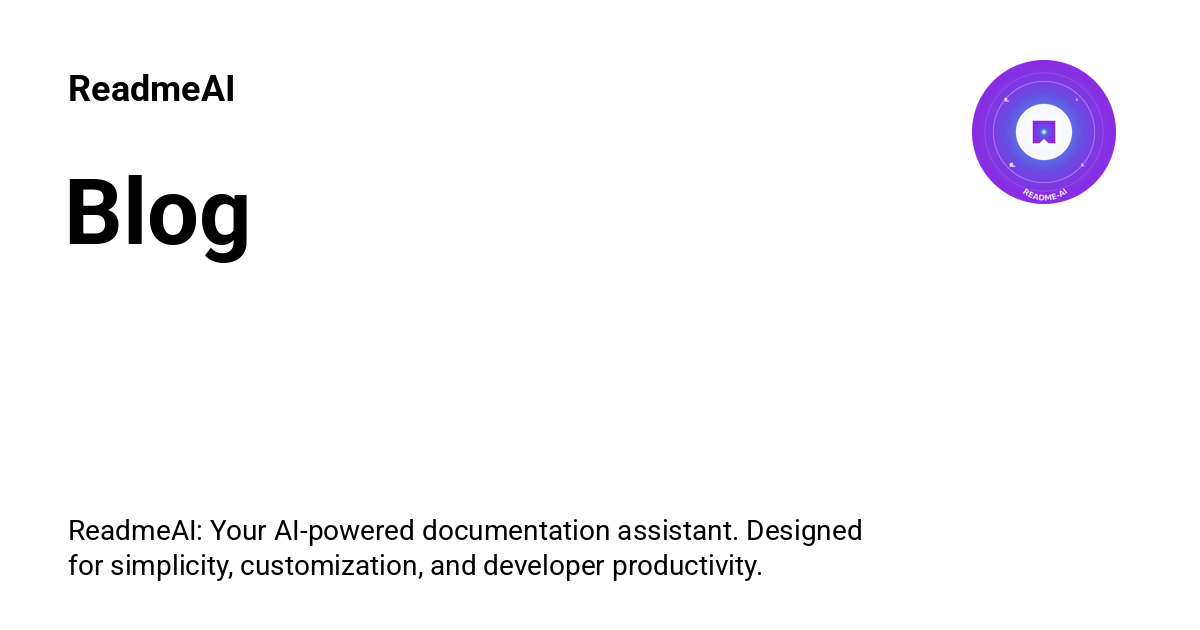 ReadmeAI
Blog
README-AI
ReadmeAI: Your AI-powered documentation assistant. Designed
for simplicity, customization, and developer productivity.